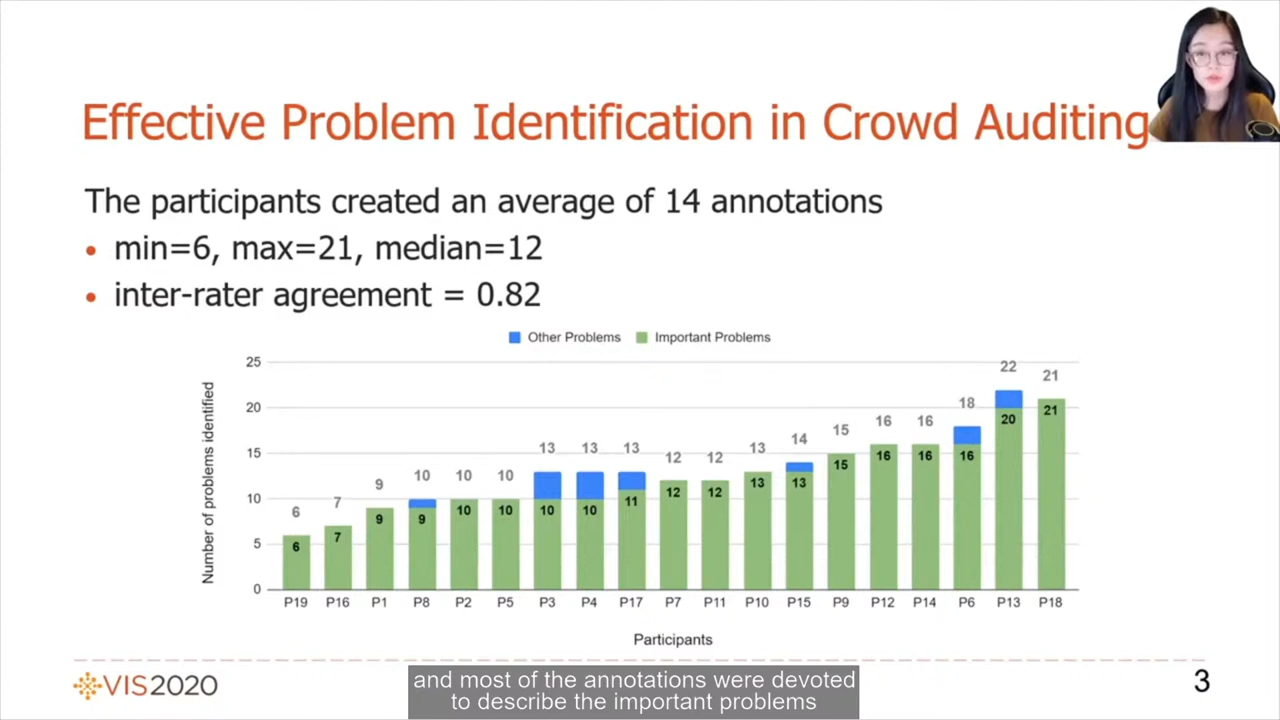 Effective Problem Identification in Crowd Auditing
The participants created an average of 14 annotations
• min=6, max=21, median=12
• inter-rater agreement = 0.82
Other Problems Important Problems
Number of problems identified
25
20
15
10
5
0
6 7 9 10 10 10 13 13 13 12 12 13 14 15 16 16 18 22 21
6 7 9 9 10 10 10 10 11 12 12 13 13 15 16 16 16 20 21
P19 P16 P1 P8 P2 P5 P3 P4 P17 P7 P11 P10 P15 P9 P12 P14 P6 P13 P18
Participants
VIS2020
3
and most of the annotations were devoted
to describe the important problems